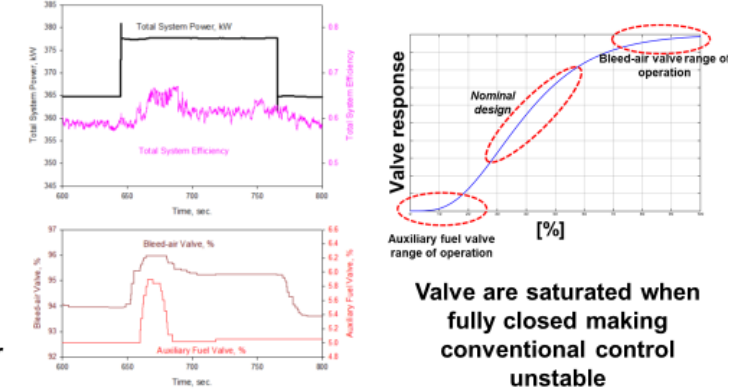 385
380
375
370
365
360
355
350
345
Total System Power, kW
Total System Power, kW
Total System Efficiency
0.8
0.7
0.6
0.5
Total System Efficiency
600 650 700 750 800
Time, sec.
97
96
95
94
93
92
Bleed-air Valve, %
Bleed-air Valve, %
Auxiliary Fuel Valve, %
6.6
6.4
6.2
6.0
5.8
5.6
5.4
5.2
5.0
4.8
Auxiliary Fuel Valve, %
600 650 700 750 800
Time, sec.
Valve response
Bleed-air valve range of
operation
Nominal
design
[%]
Auxiliary fuel valve
range of operation
Valve are saturated when
fully closed making
conventional control
unstable